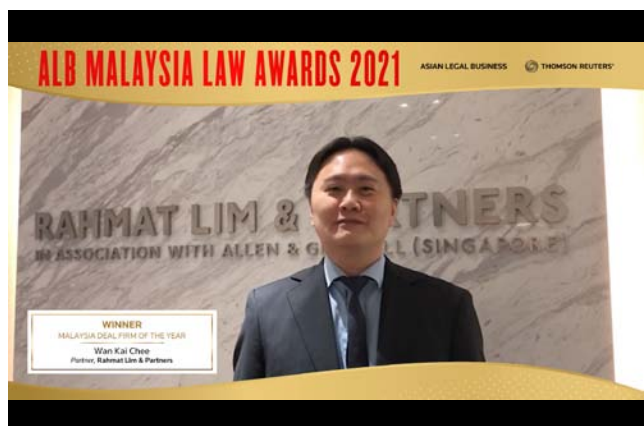 ALB MALAYSIA LAW AWARDS 2021
ASIAN LEGAL BUSINESS
THOMSON REUTERS®
RAHMAT LIM & TNERS
IN ASSOCIATION WITH ALLEN & (SINGAPORE)
WINNER
MALAYSIA DEAL FIRM OF THE YEAR
Wan Kai Chee
Partner, Rahmat Lim & Partners